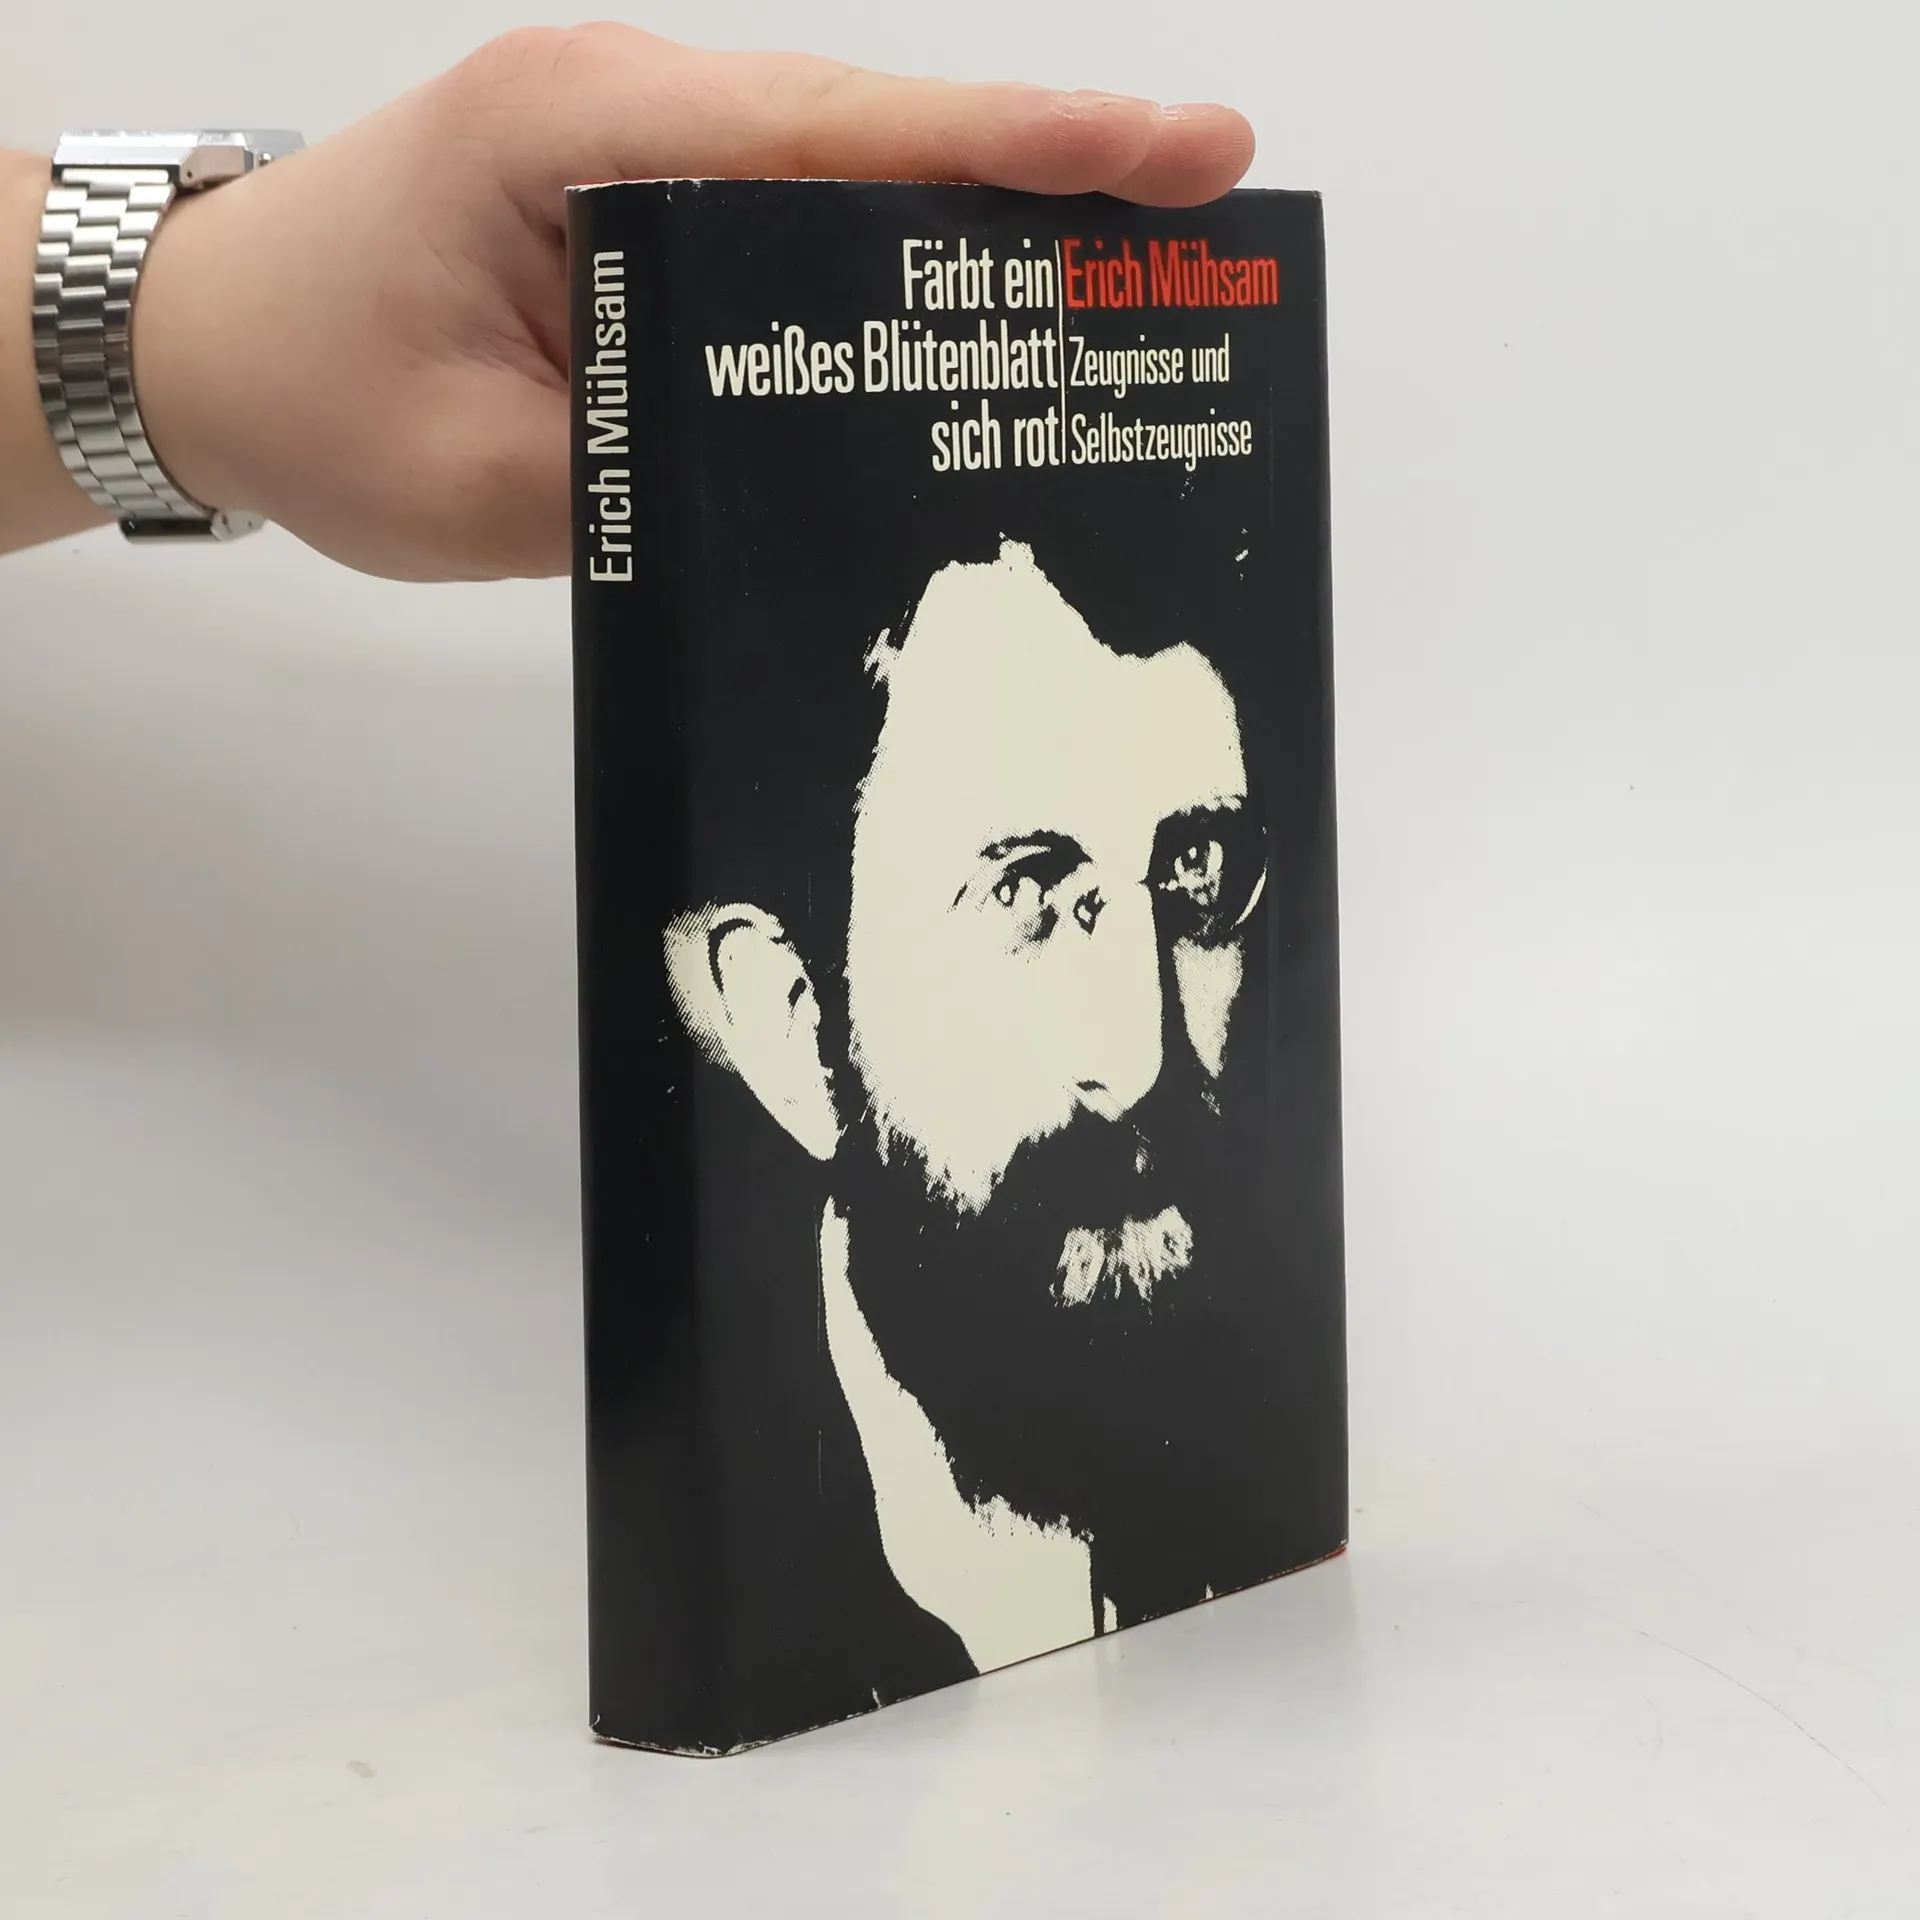 Erich Mühsam
Färbt ein
weißes Blütenblatt
sich rot
Erich Mühsam
Zeugnisse und
Selbstzeugnisse